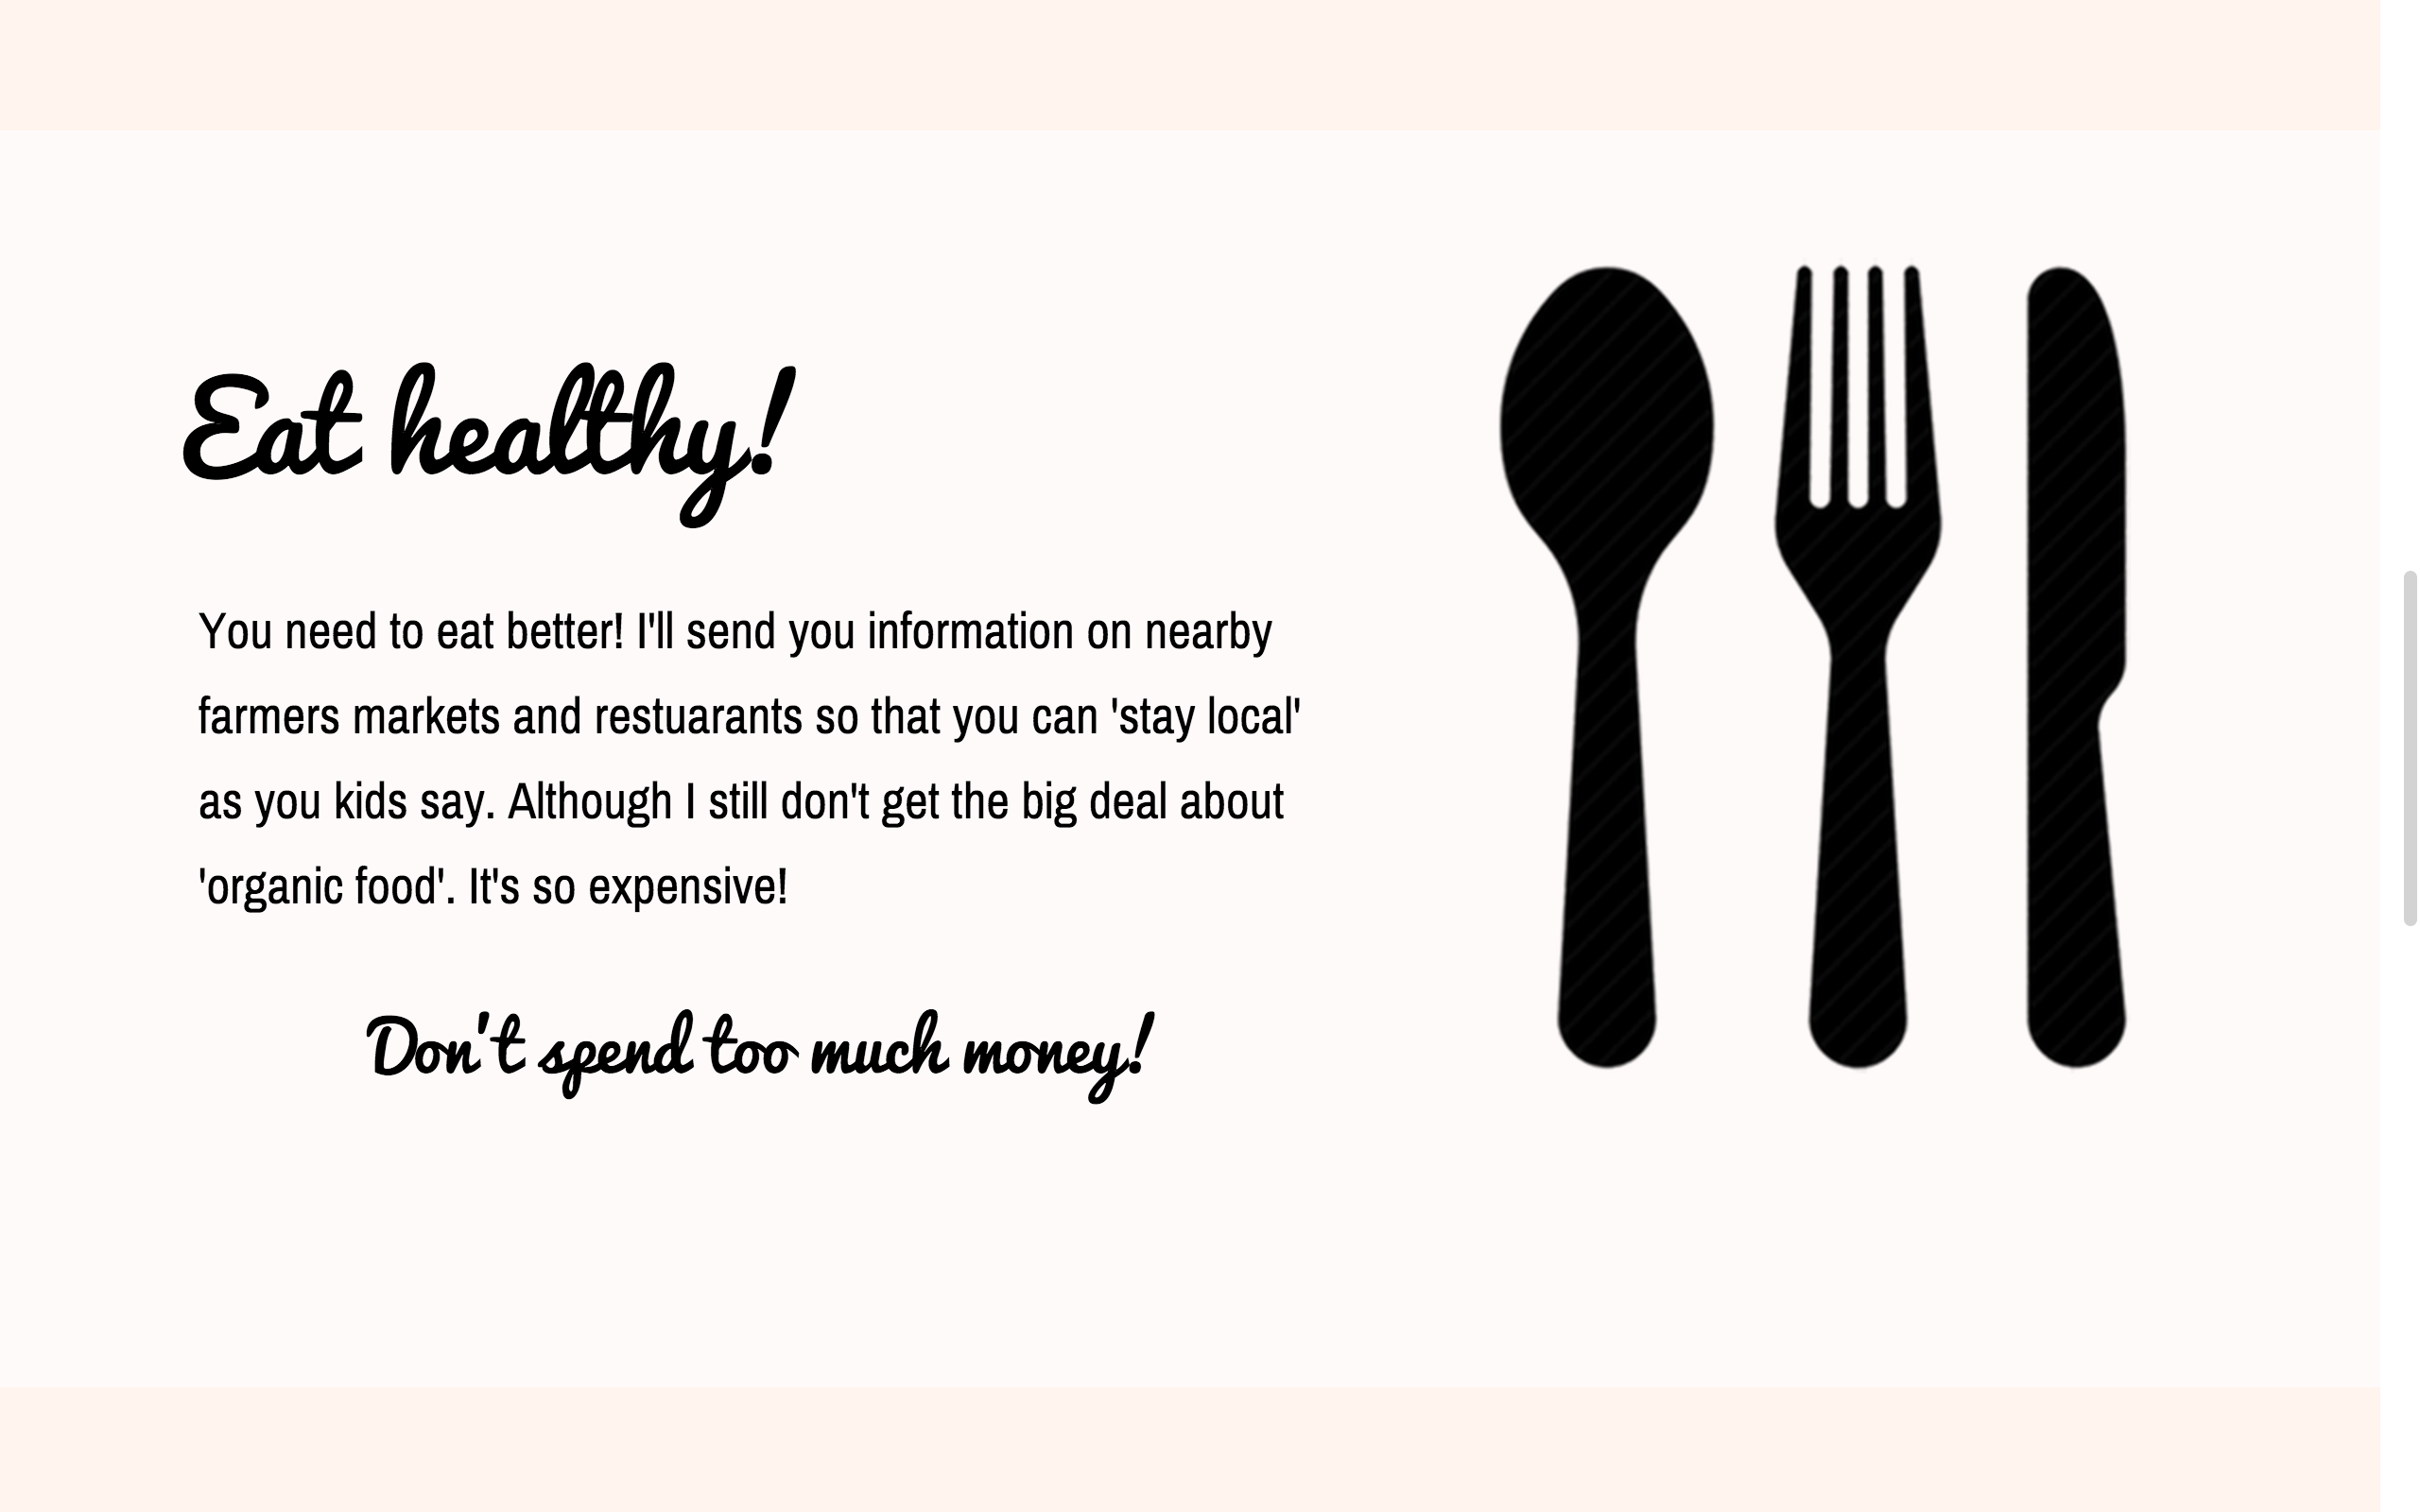 Eat healthy!
You need to eat better! I'll send you information on nearby
farmers markets and restuarants so that you can 'stay local'
as you kids say. Although I still don't get the big deal about
'organic food'. It's so expensive!
Don't spend too much money!